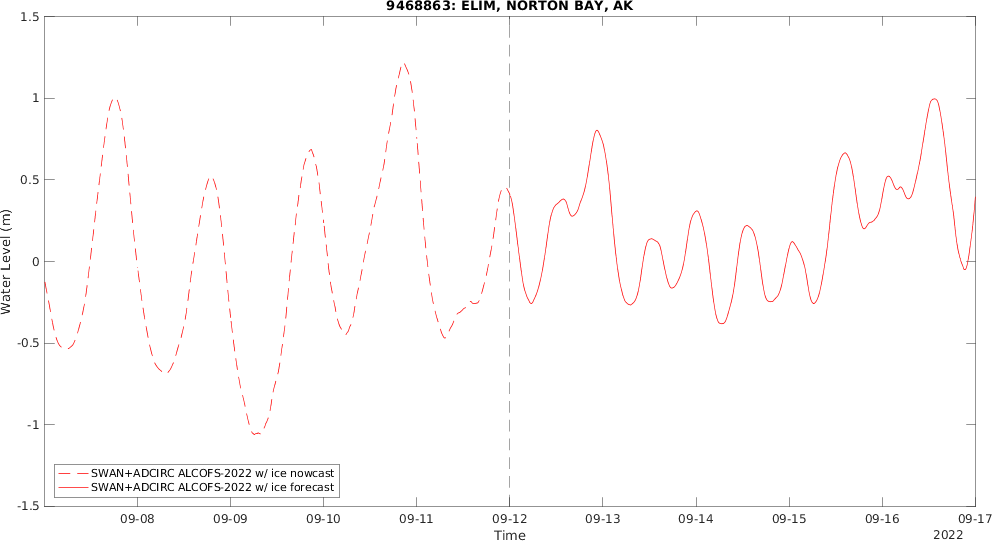 9468863: ELIM, NORTON BAY, AK
Water Level (m)
1.5
1
0.5
0
-0.5
-1
-1.5
SWAN+ADCIRC ALCOFS-2022 w/ ice nowcast
SWAN+ADCIRC ALCOFS-2022 w/ ice forecast
09-08 09-09 09-10 09-11 09-12 09-13 09-14 09-15 09-16 09-17
Time
2022